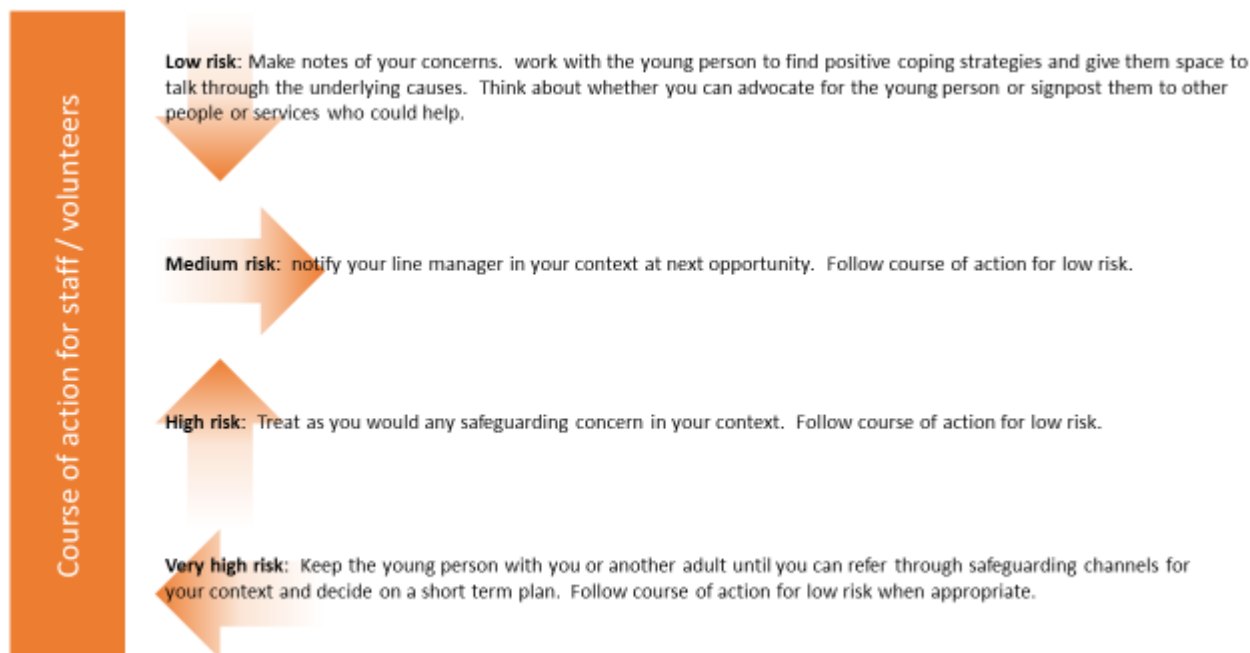 Course of action for staff / volunteers
Low risk: Make notes of your concerns.  work with the young person to find positive coping strategies and give them space to
talk through the underlying causes.  Think about whether you can advocate for the young person or signpost them to other
people or services who could help.
Medium risk:  notify your line manager in your context at next opportunity.  Follow course of action for low risk.
High risk:  Treat as you would any safeguarding concern in your context.  Follow course of action for low risk.
Very high risk:  Keep the young person with you or another adult until you can refer through safeguarding channels for
your context and decide on a short term plan.  Follow course of action for low risk when appropriate.